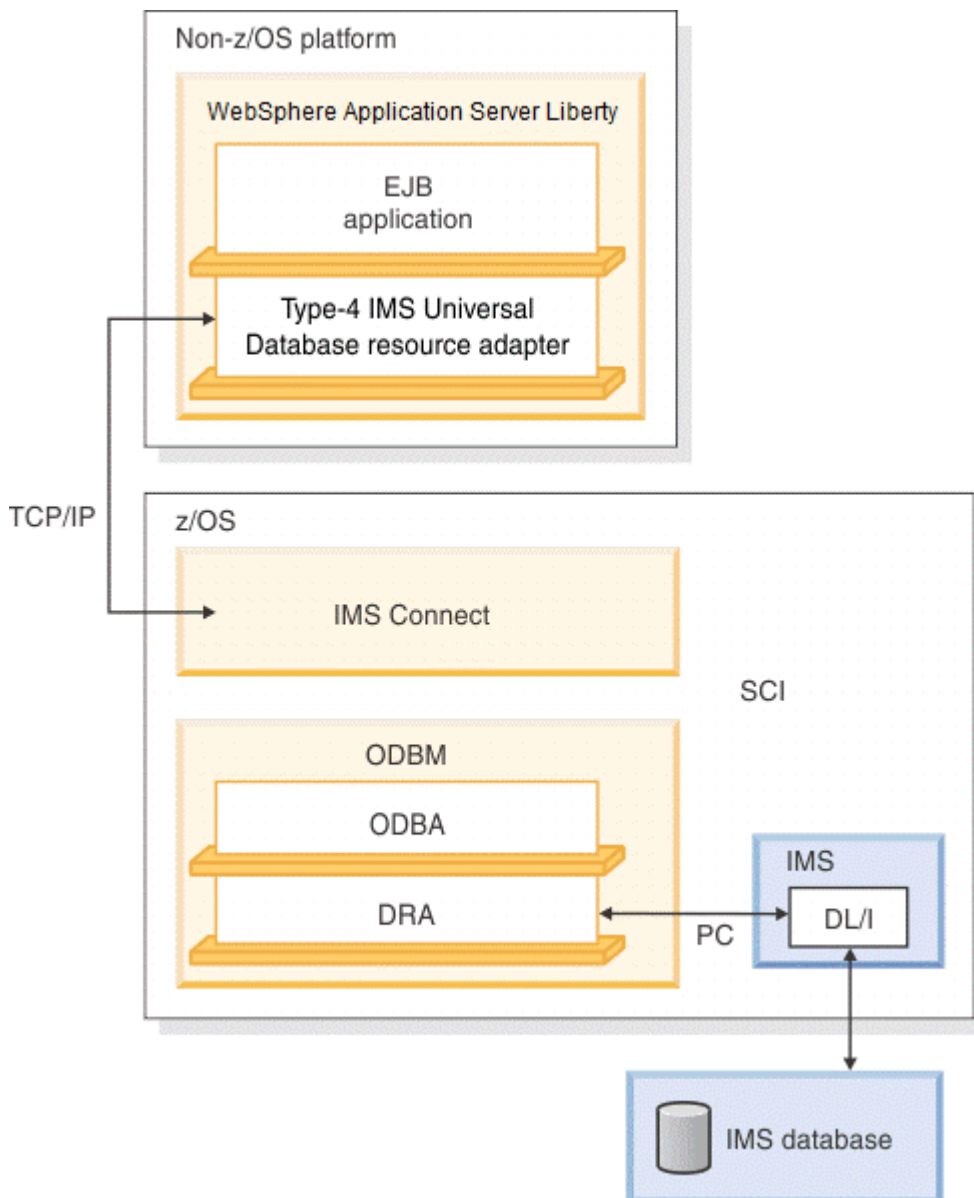 Non-z/OS platform
WebSphere Application Server Liberty
EJB
application
Type-4 IMS Universal
Database resource adapter
TCP/IP
z/OS
IMS Connect
SCI
ODBM
ODBA
IMS
DRA
PC
DL/I
IMS database